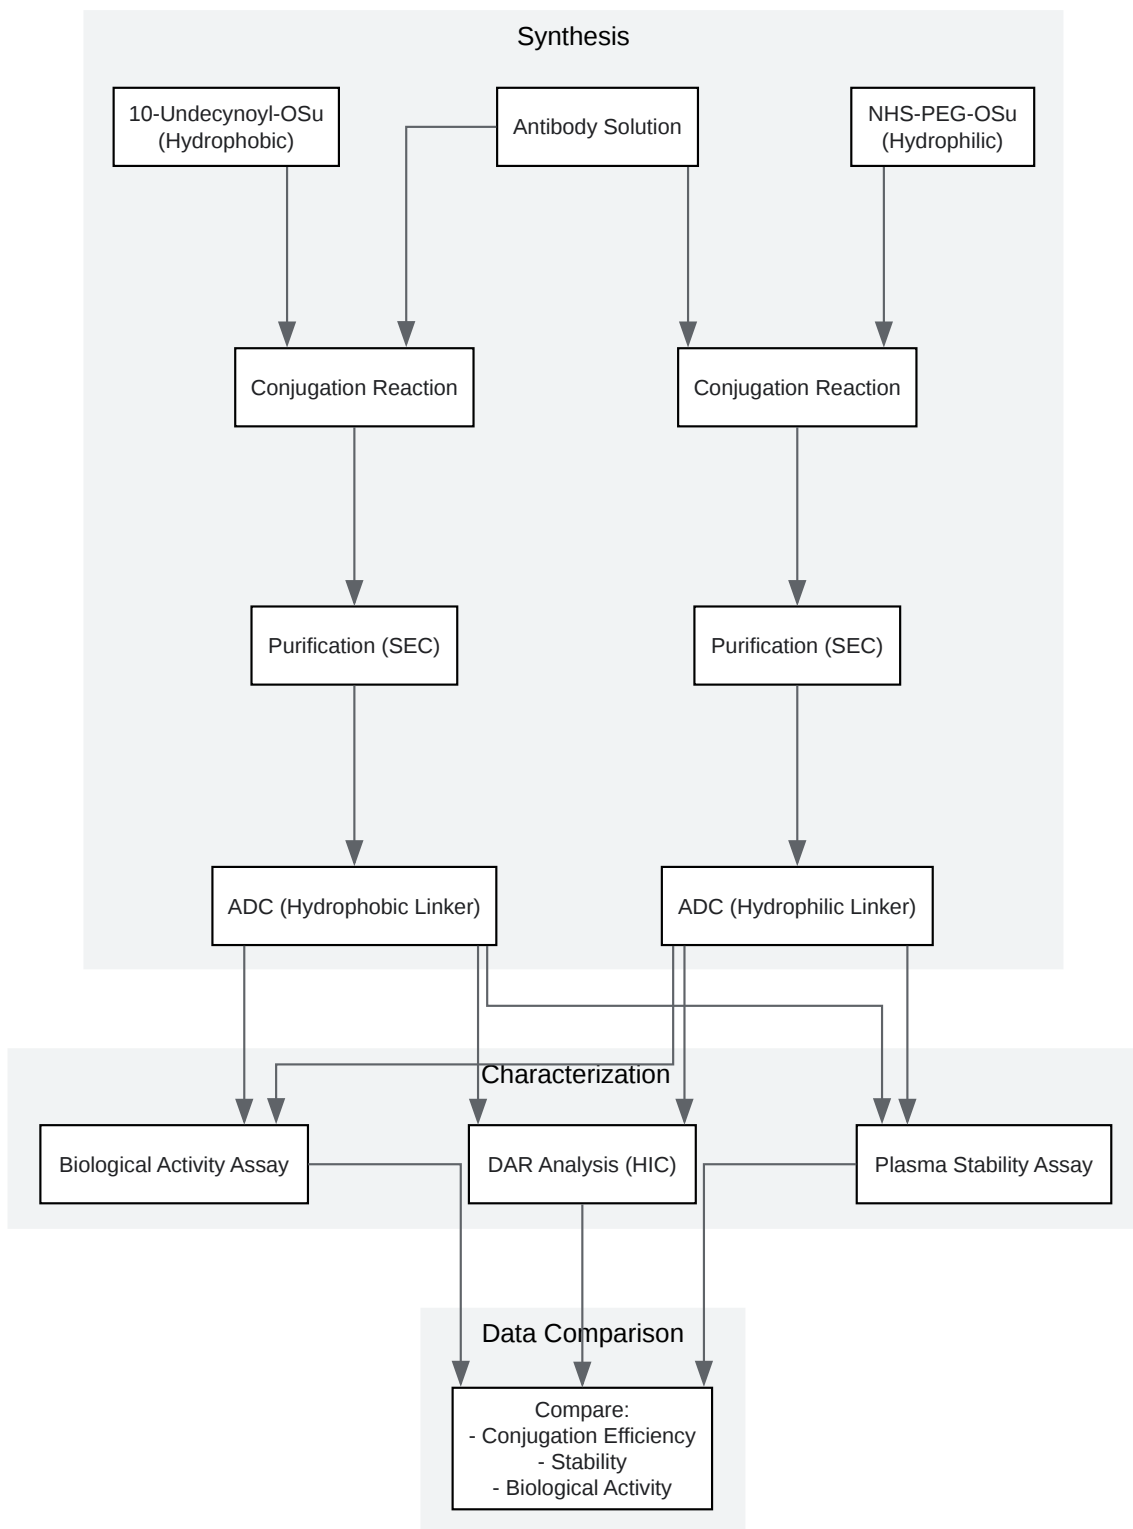 Synthesis
10-Undecynoyl-OSu
(Hydrophobic)
Antibody Solution
NHS-PEG-OSu
(Hydrophilic)
Conjugation Reaction
Conjugation Reaction
Purification (SEC)
Purification (SEC)
ADC (Hydrophobic Linker)
ADC (Hydrophilic Linker)
Characterization
Biological Activity Assay
DAR Analysis (HIC)
Plasma Stability Assay
Data Comparison
Compare:
- Conjugation Efficiency
- Stability
- Biological Activity